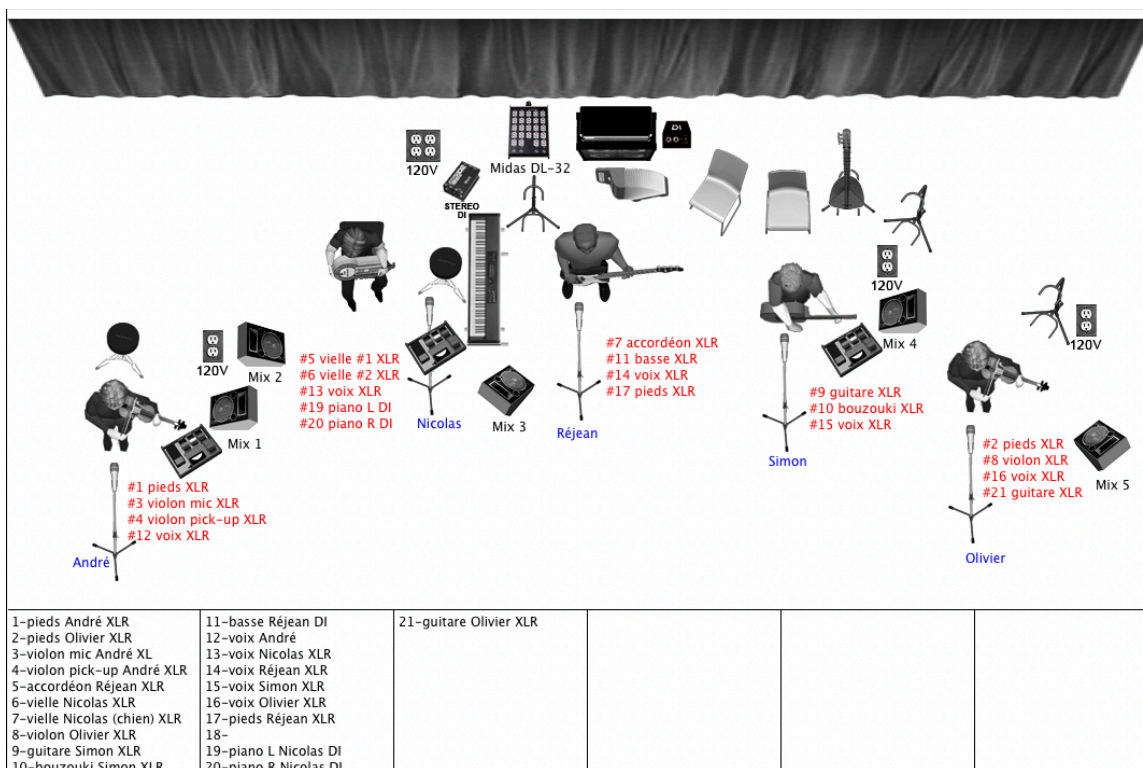 DI
120V
Midas DL-32
STEREO
DI
120V
120V
120V
Mix 2
Mix 1
#1 pieds XLR
#3 violon mic XLR
#4 violon pick-up XLR
#12 voix XLR
André
#5 vielle #1 XLR
#6 vielle #2 XLR
#13 voix XLR
#19 piano L DI
#20 piano R DI
Nicolas
Mix 3
#7 accordéon XLR
#11 basse XLR
#14 voix XLR
#17 pieds XLR
Réjean
Mix 4
#9 guitare XLR
#10 bouzouki XLR
#15 voix XLR
Simon
#2 pieds XLR
#8 violon XLR
#16 voix XLR
#21 guitare XLR
Mix 5
Olivier
1-pieds André XLR
2-pieds Olivier XLR
3-violon mic André XL
4-violon pick-up André XLR
5-accordéon Réjean XLR
6-vielle Nicolas XLR
7-vielle Nicolas (chien) XLR
8-violon Olivier XLR
9-guitare Simon XLR
10-bouzouki Simon XLR
11-basse Réjean DI
12-voix André
13-voix Nicolas XLR
14-voix Réjean XLR
15-voix Simon XLR
16-voix Olivier XLR
17-pieds Réjean XLR
18-
19-piano L Nicolas DI
20-piano R Nicolas DI
21-guitare Olivier XLR